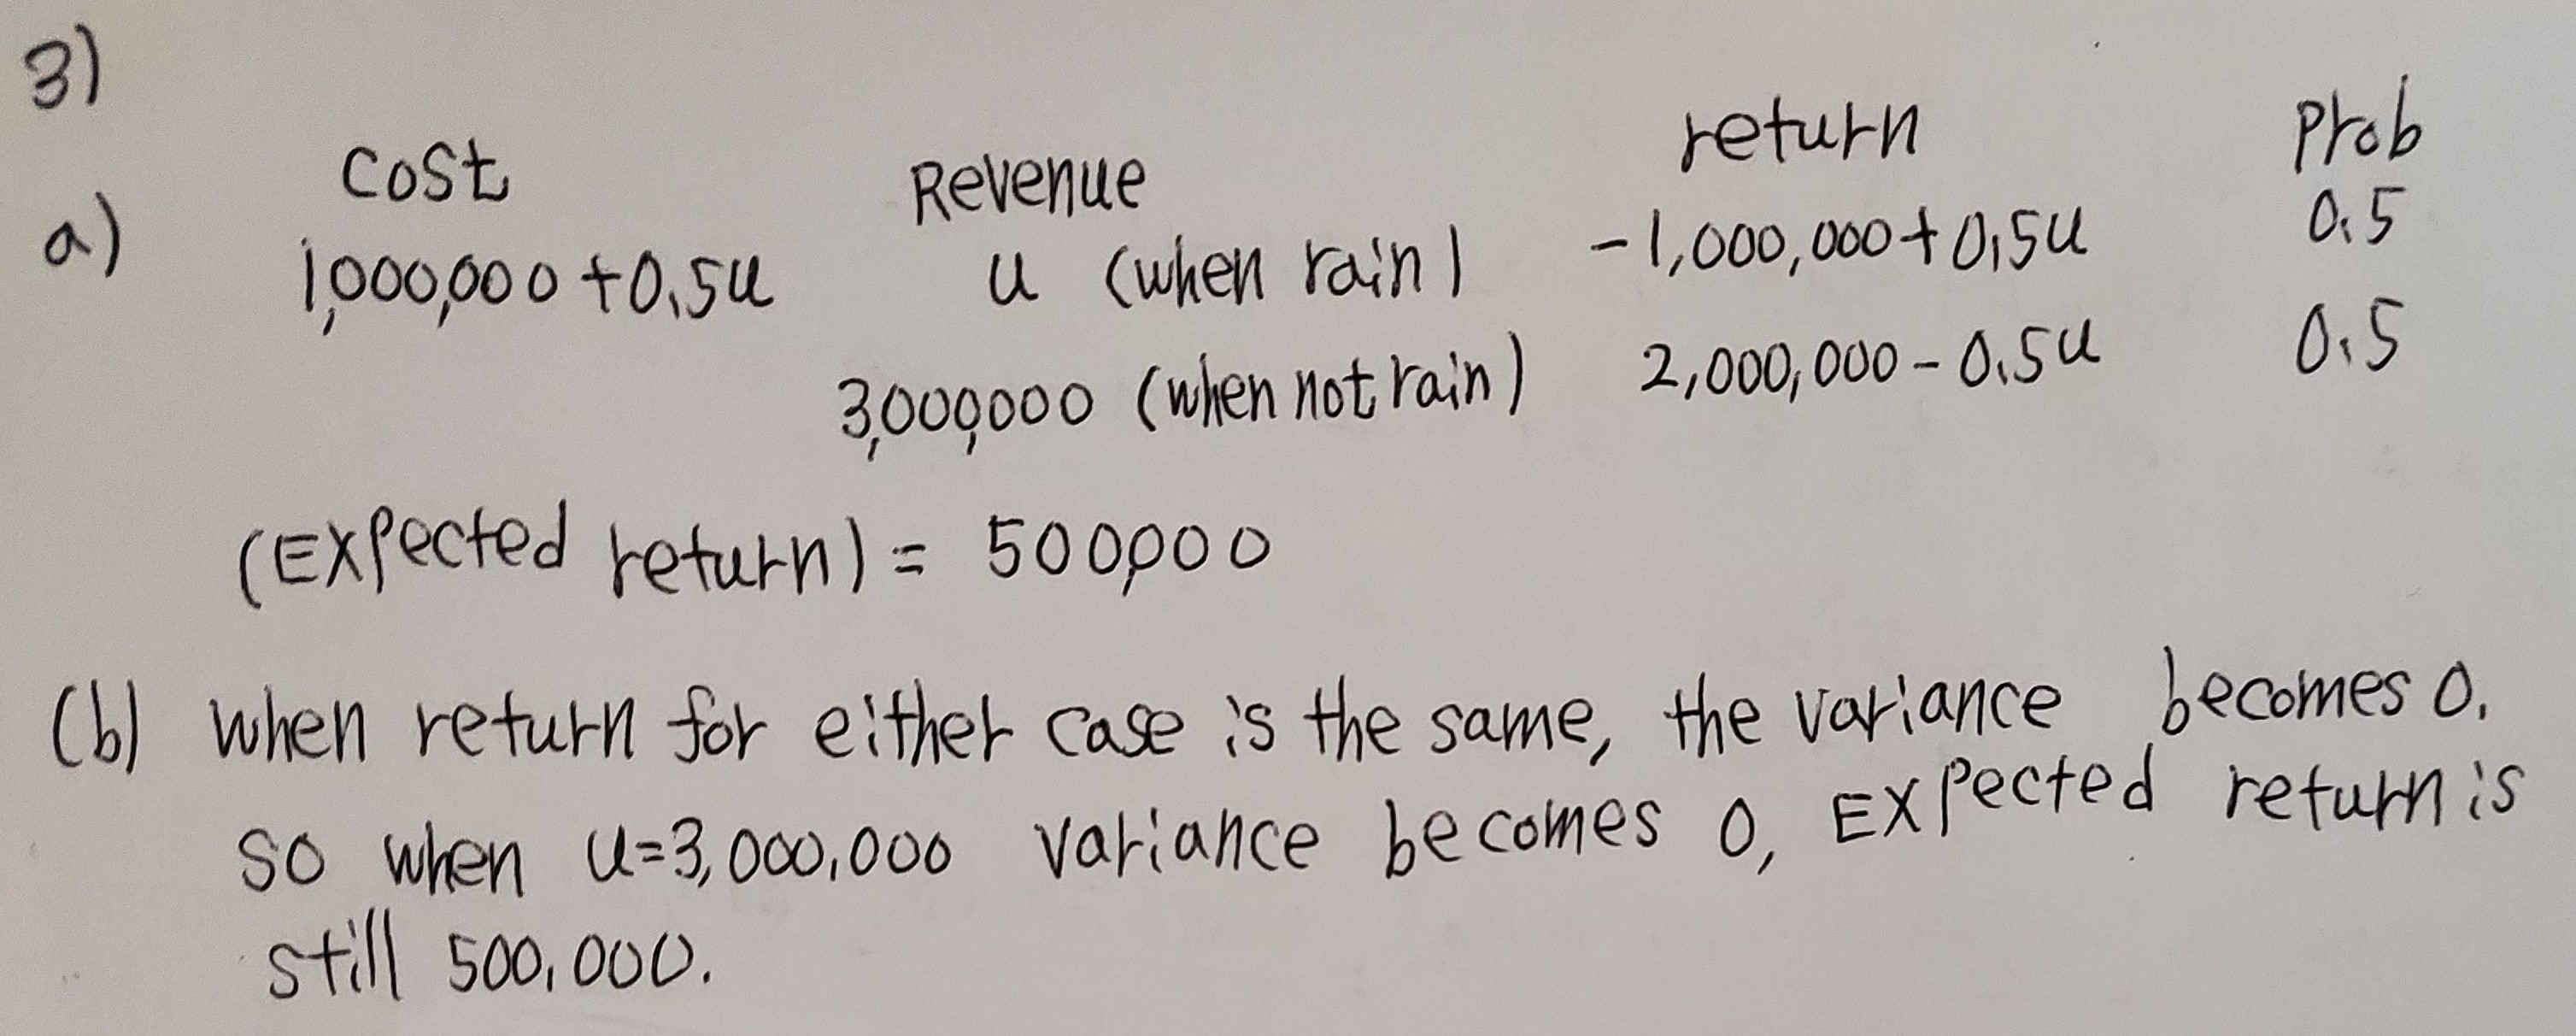 3)
cost Revenue return Prob
a) 1,000,000 + 0.5u u (when rain) -1,000,000 + 0.5u 0.5
3,000,000 (when not rain) 2,000,000 - 0.5u 0.5
(Expected return) = 500,000
(b) when return for either case is the same, the variance becomes 0.
so when u=3,000,000 variance becomes 0, Expected return is
still 500,000.